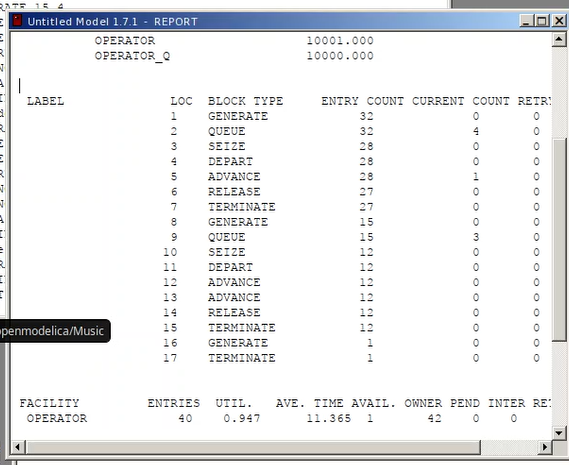 RATE 15,4
Untitled Model 1.7.1 - REPORT
OPERATOR 10001.000
OPERATOR_Q 10000.000
LABEL LOC BLOCK TYPE ENTRY COUNT CURRENT COUNT RETRY
1 GENERATE 32 0 0
2 QUEUE 32 4 0
3 SEIZE 28 0 0
4 DEPART 28 0 0
5 ADVANCE 28 1 0
6 RELEASE 27 0 0
7 TERMINATE 27 0 0
8 GENERATE 15 0 0
9 QUEUE 15 3 0
10 SEIZE 12 0 0
11 DEPART 12 0 0
12 ADVANCE 12 0 0
13 ADVANCE 12 0 0
14 RELEASE 12 0 0
15 TERMINATE 12 0 0
16 GENERATE 1 0 0
17 TERMINATE 1 0 0
openmodelica/Music
FACILITY ENTRIES UTIL. AVE. TIME AVAIL. OWNER PEND INTER RET
OPERATOR 40 0.947 11.365 1 42 0 0